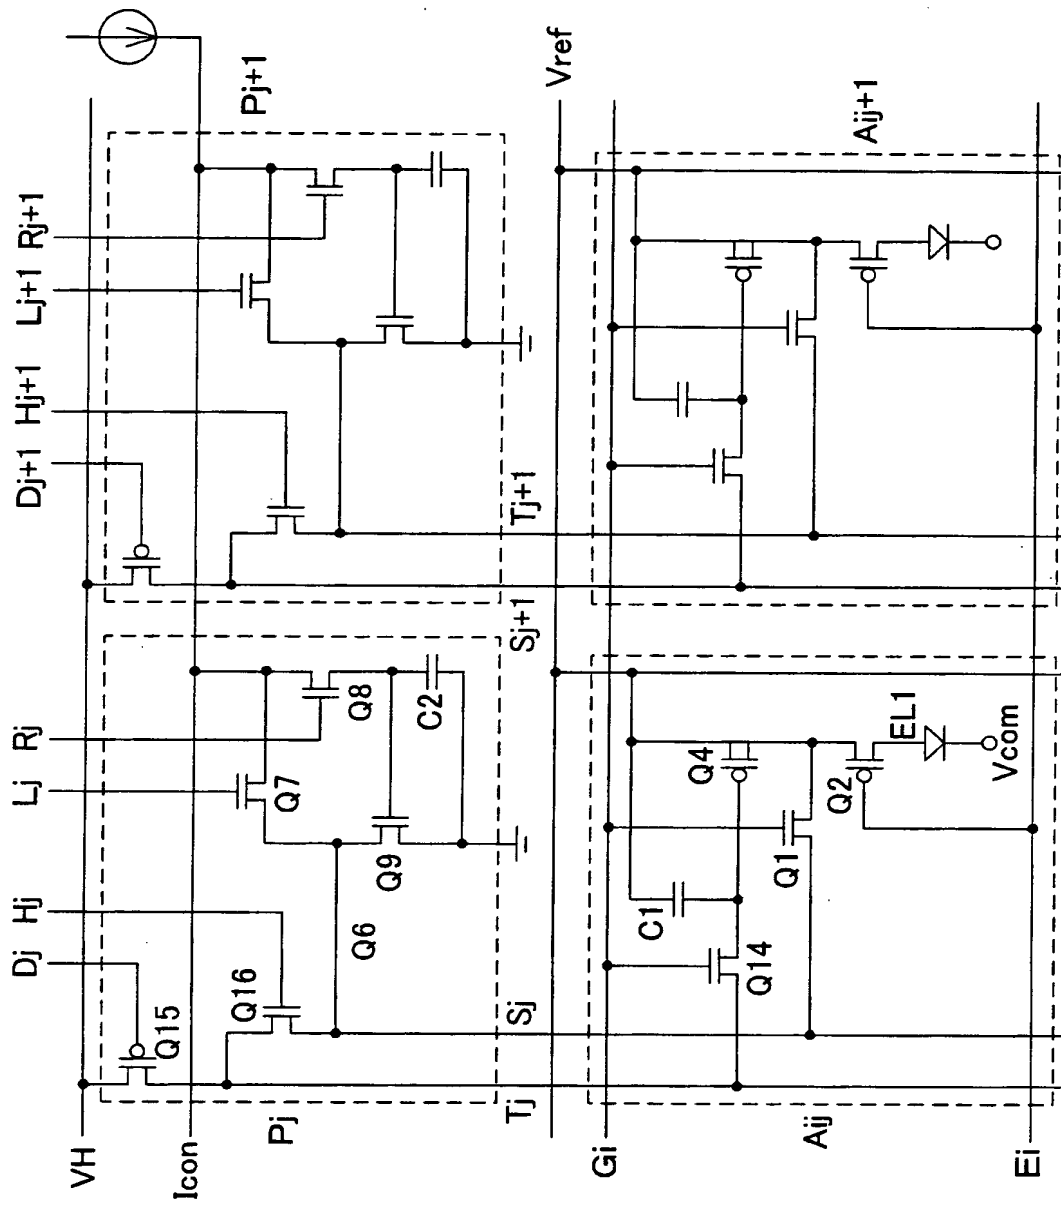 Dj
Hj
Lj
Rj
Dj+1
Hj+1
Lj+1
Rj+1
VH
Icon
Pj
Pj+1
Q15
Q16
Q7
Q8
Q6
Q9
C2
Tj
Sj
Sj+1
Tj+1
Vref
Gi
Aij
Aij+1
C1
Q14
Q4
Q1
Q2
EL1
Vcom
Ei